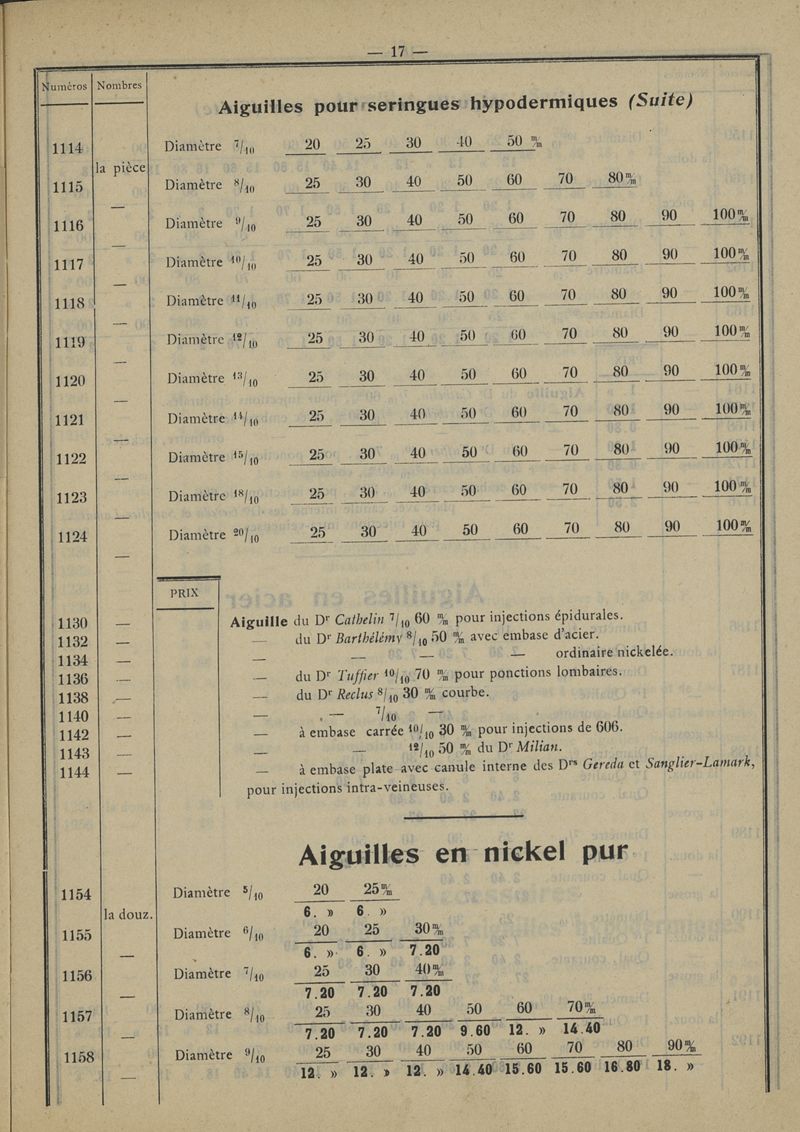 — 17 —
Numéros Nombres
Aiguilles pour seringues hypodermiques (Suite)
1114 Diamètre 7/10 20 25 30 40 50 m/m
la pièce
1115 Diamètre 8/10 25 30 40 50 60 70 80 m/m
—
1116 Diamètre 9/10 25 30 40 50 60 70 80 90 100 m/m
—
1117 Diamètre 10/10 25 30 40 50 60 70 80 90 100 m/m
—
1118 Diamètre 11/10 25 30 40 50 60 70 80 90 100 m/m
—
1119 Diamètre 12/10 25 30 40 50 60 70 80 90 100 m/m
—
1120 Diamètre 13/10 25 30 40 50 60 70 80 90 100 m/m
—
1121 Diamètre 14/10 25 30 40 50 60 70 80 90 100 m/m
—
1122 Diamètre 15/10 25 30 40 50 60 70 80 90 100 m/m
—
1123 Diamètre 18/10 25 30 40 50 60 70 80 90 100 m/m
—
1124 Diamètre 20/10 25 30 40 50 60 70 80 90 100 m/m
—
PRIX
1130 — Aiguille du Dr Cathelin 7/10 60 m/m pour injections épidurales.
1132 — — du Dr Barthélémy 8/10 50 m/m avec embase d'acier.
1134 — — — — — ordinaire nickelée.
1136 — — du Dr Tuffier 10/10 70 m/m pour ponctions lombaires.
1138 — — du Dr Reclus 8/10 30 m/m courbe.
1140 — — — 7/10 —
1142 — — à embase carrée 10/10 30 m/m pour injections de 606.
1143 — — — 12/10 50 m/m du Dr Milian.
1144 — — à embase plate avec canule interne des Drs Gereda et Sanglier-Lamark,
pour injections intra-veineuses.
Aiguilles en nickel pur
1154 Diamètre 5/10 20 25 m/m
la douz. 6. » 6. »
1155 Diamètre 6/10 20 25 30 m/m
— 6. » 6. » 7.20
1156 Diamètre 7/10 25 30 40 m/m
— 7.20 7.20 7.20
1157 Diamètre 8/10 25 30 40 50 60 70 m/m
— 7.20 7.20 7.20 9.60 12. » 14.40
1158 Diamètre 9/10 25 30 40 50 60 70 80 90 m/m
— 12. » 12. » 12. » 14.40 15.60 15.60 16.80 18. »